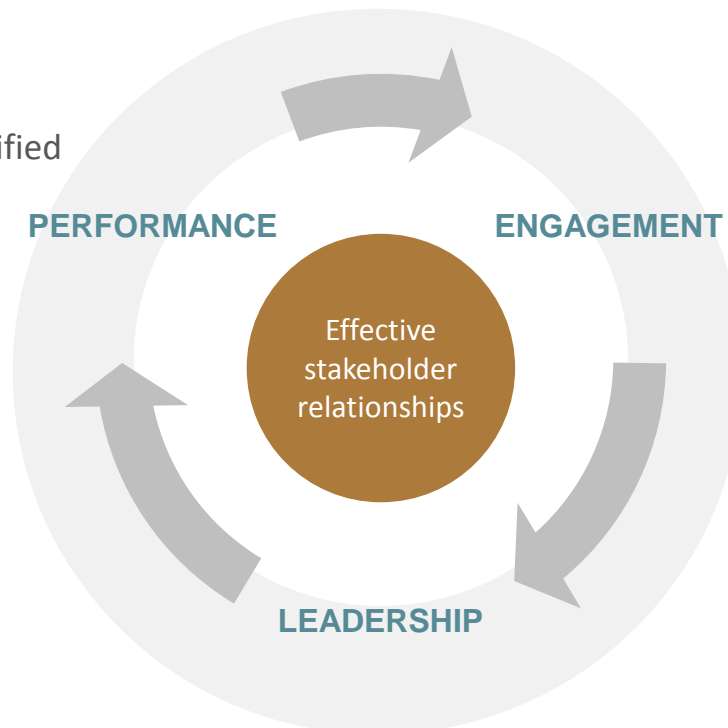 ified
PERFORMANCE
ENGAGEMENT
Effective
stakeholder
relationships
LEADERSHIP